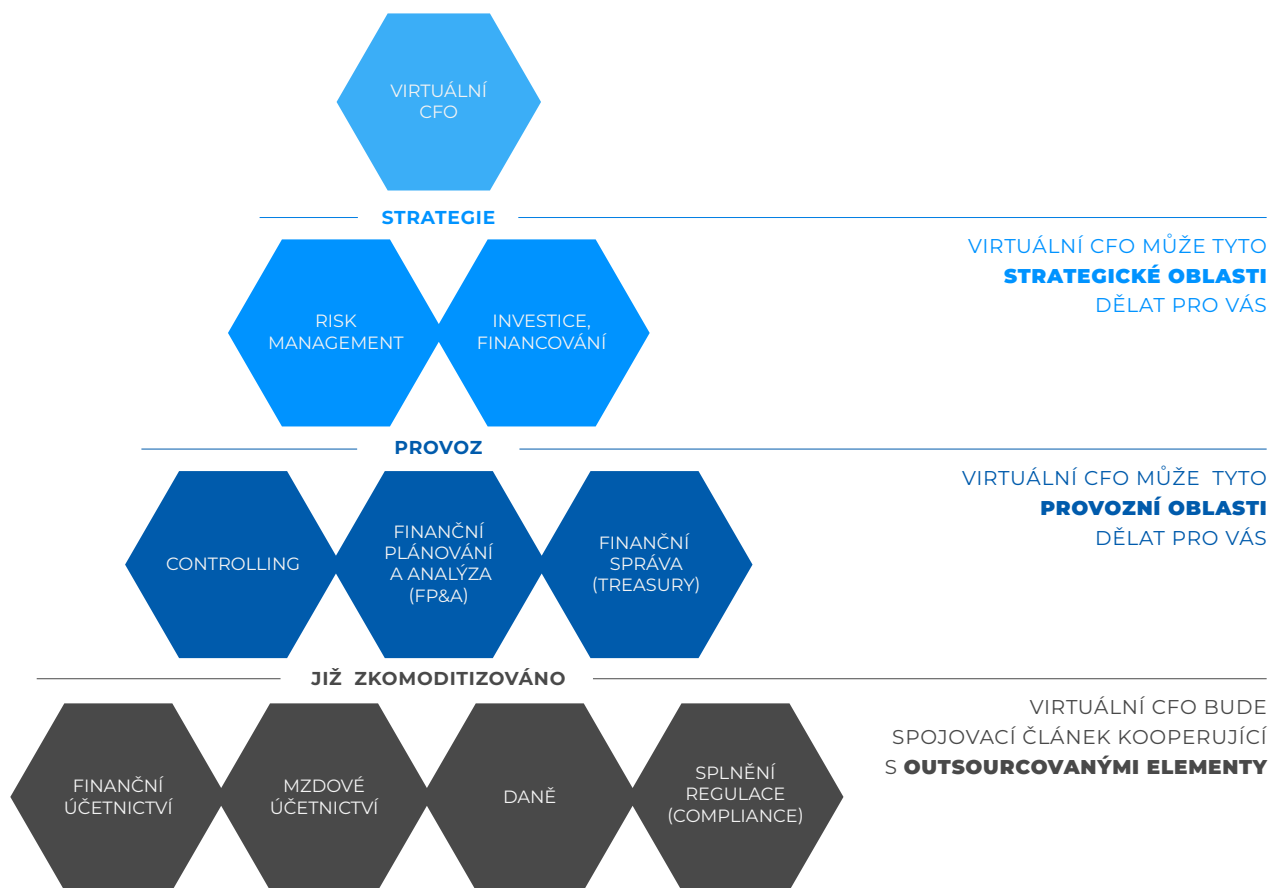 VIRTUÁLNÍ
CFO
STRATEGIE
VIRTUÁLNÍ CFO MŮŽE TYTO
STRATEGICKÉ OBLASTI
DĚLAT PRO VÁS
RISK
MANAGEMENT
INVESTICE,
FINANCOVÁNÍ
PROVOZ
VIRTUÁLNÍ CFO MŮŽE TYTO
PROVOZNÍ OBLASTI
DĚLAT PRO VÁS
CONTROLLING
FINANČNÍ
PLÁNOVÁNÍ
A ANALÝZA
(FP&A)
FINANČNÍ
SPRÁVA
(TREASURY)
JIŽ ZKOMODITIZOVÁNO
VIRTUÁLNÍ CFO BUDE
SPOJOVACÍ ČLÁNEK KOOPERUJÍCÍ
S OUTSOURCOVANÝMI ELEMENTY
FINANČNÍ
ÚČETNICTVÍ
MZDOVÉ
ÚČETNICTVÍ
DANĚ
SPLNĚNÍ
REGULACE
(COMPLIANCE)